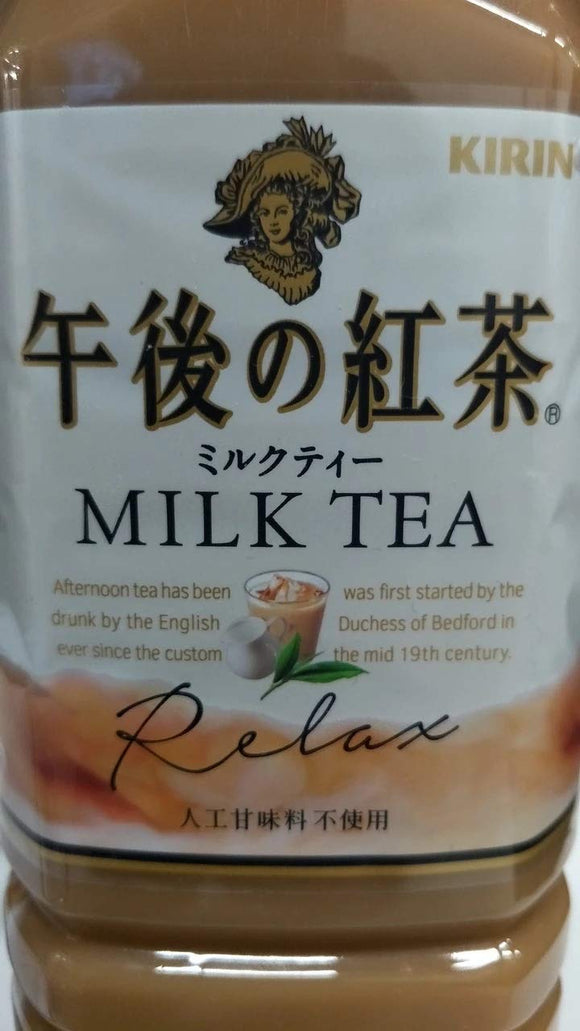 KIRIN
午後の紅茶®
ミルクティー
MILK TEA
Afternoon tea has been
drunk by the English
ever since the custom
was first started by the
Duchess of Bedford in
the mid 19th century.
Relax
人工甘味料 不使用